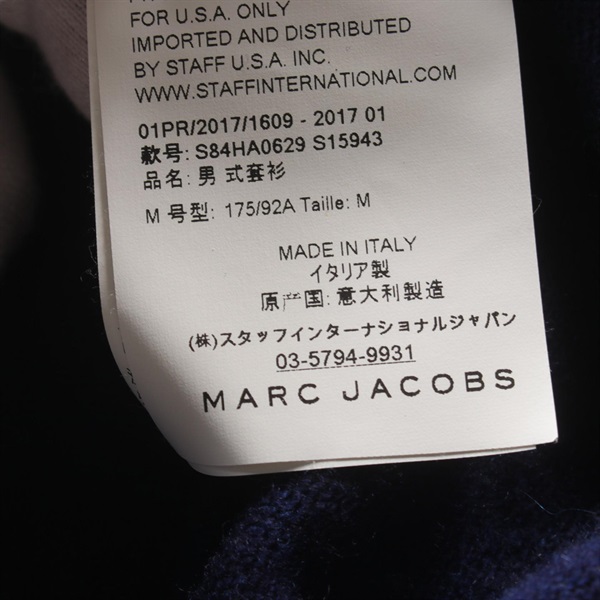 FOR U.S.A. ONLY
IMPORTED AND DISTRIBUTED
BY STAFF U.S.A. INC.
WWW.STAFFINTERNATIONAL.COM
01PR/2017/1609 - 2017 01
款号: S84HA0629 S15943
品名: 男 式套衫
M 号型: 175/92A Taille: M
MADE IN ITALY
イタリア製
原产国: 意大利製造
(株)スタッフインターナショナルジャパン
03-5794-9931
MARC JACOBS